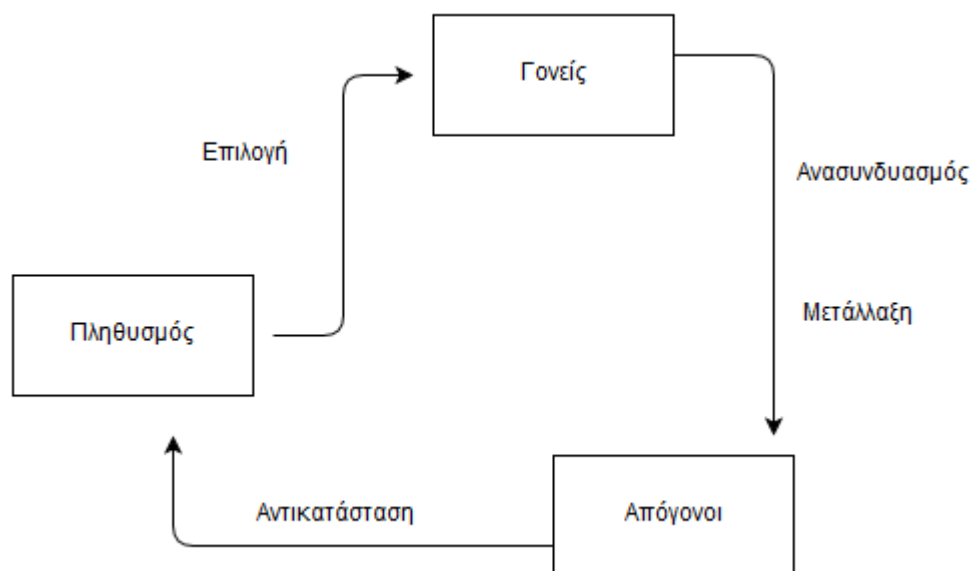 Γονείς
Επιλογή
Ανασυνδυασμός
Πληθυσμός
Μετάλλαξη
Αντικατάσταση
Απόγονοι